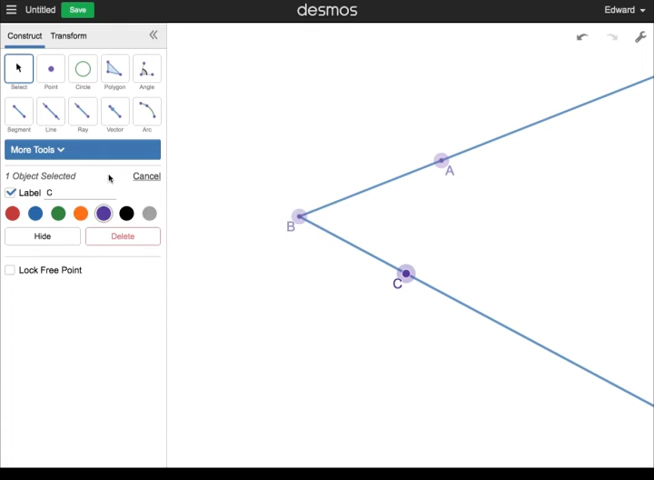 Untitled Save desmos Edward
Construct Transform
Select Point Circle Polygon Angle
Segment Line Ray Vector Arc
More Tools
1 Object Selected Cancel
Label C
Hide Delete
Lock Free Point
A
B
C